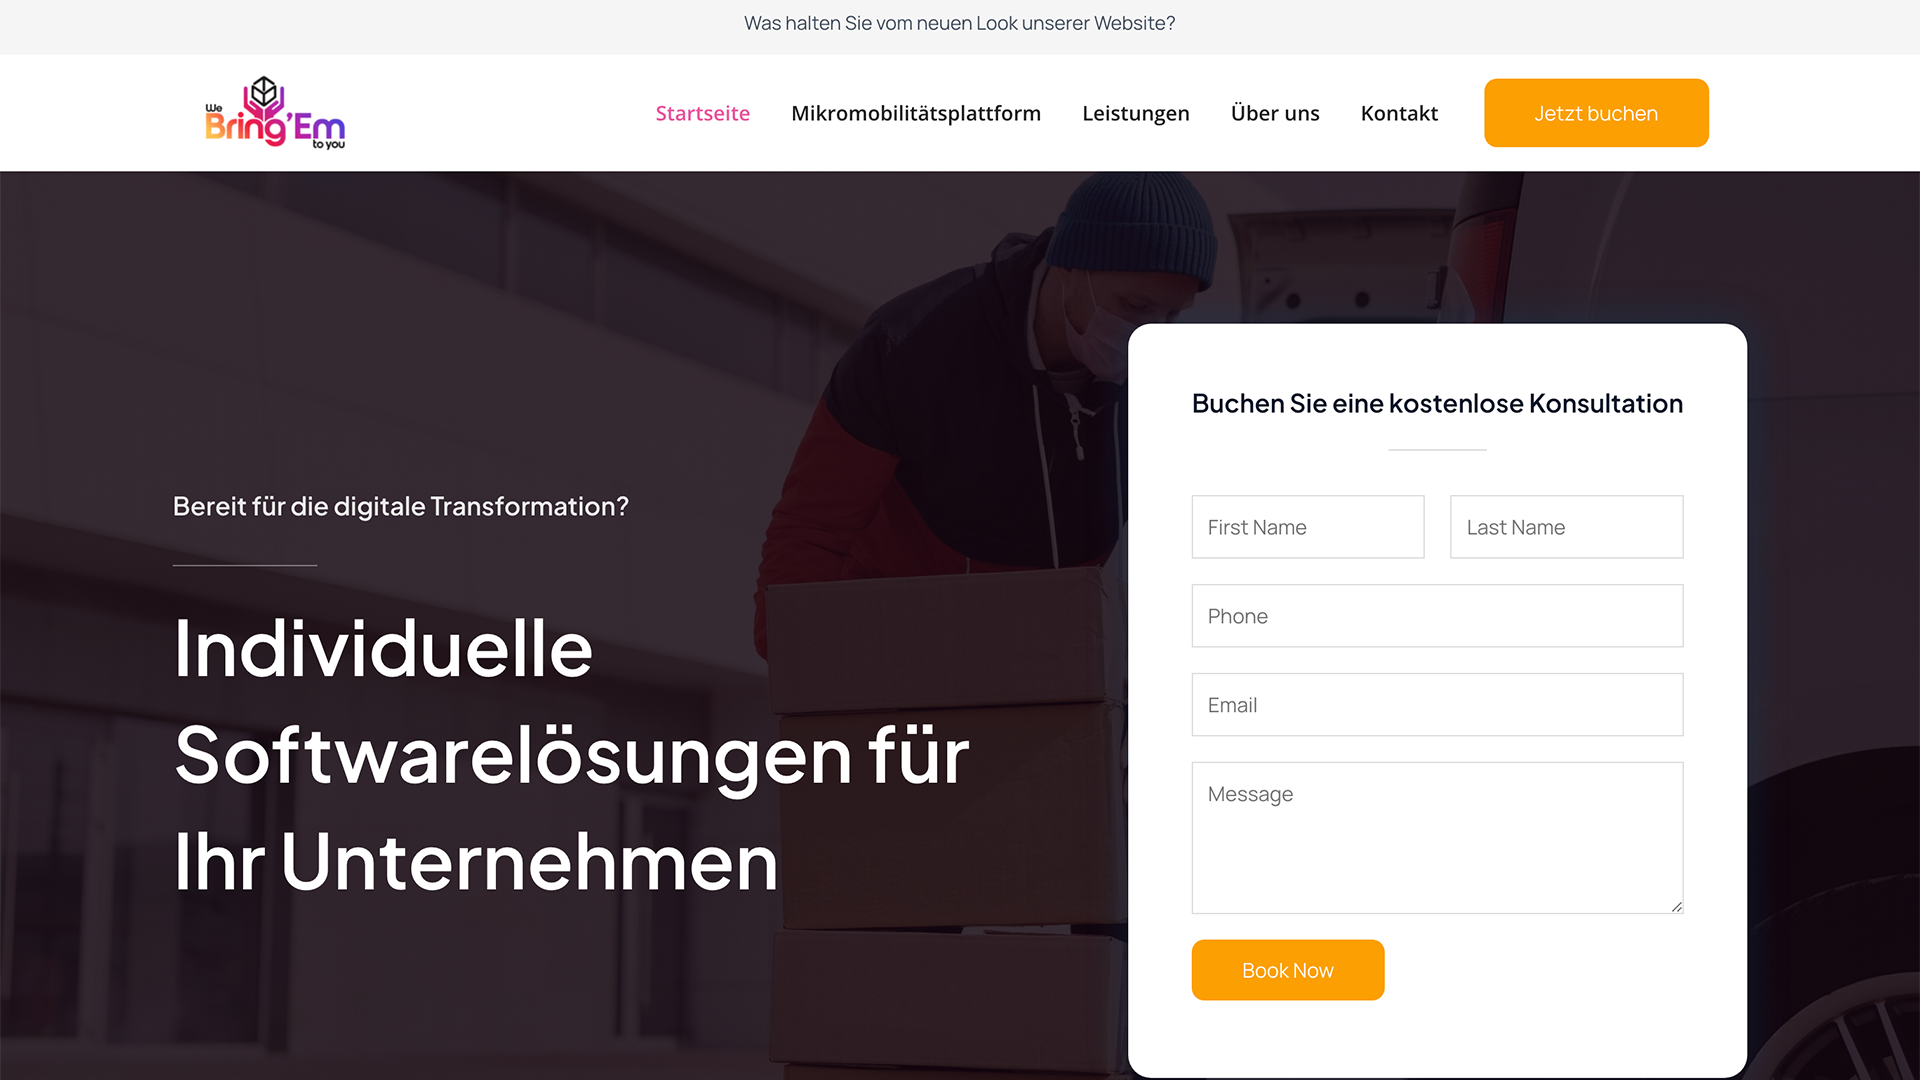 Was halten Sie vom neuen Look unserer Website?
We
Bring'Em
to you
Startseite
Mikromobilitätsplattform
Leistungen
Über uns
Kontakt
Jetzt buchen
Bereit für die digitale Transformation?
Individuelle
Softwarelösungen für
Ihr Unternehmen
Buchen Sie eine kostenlose Konsultation
First Name
Last Name
Phone
Email
Message
Book Now